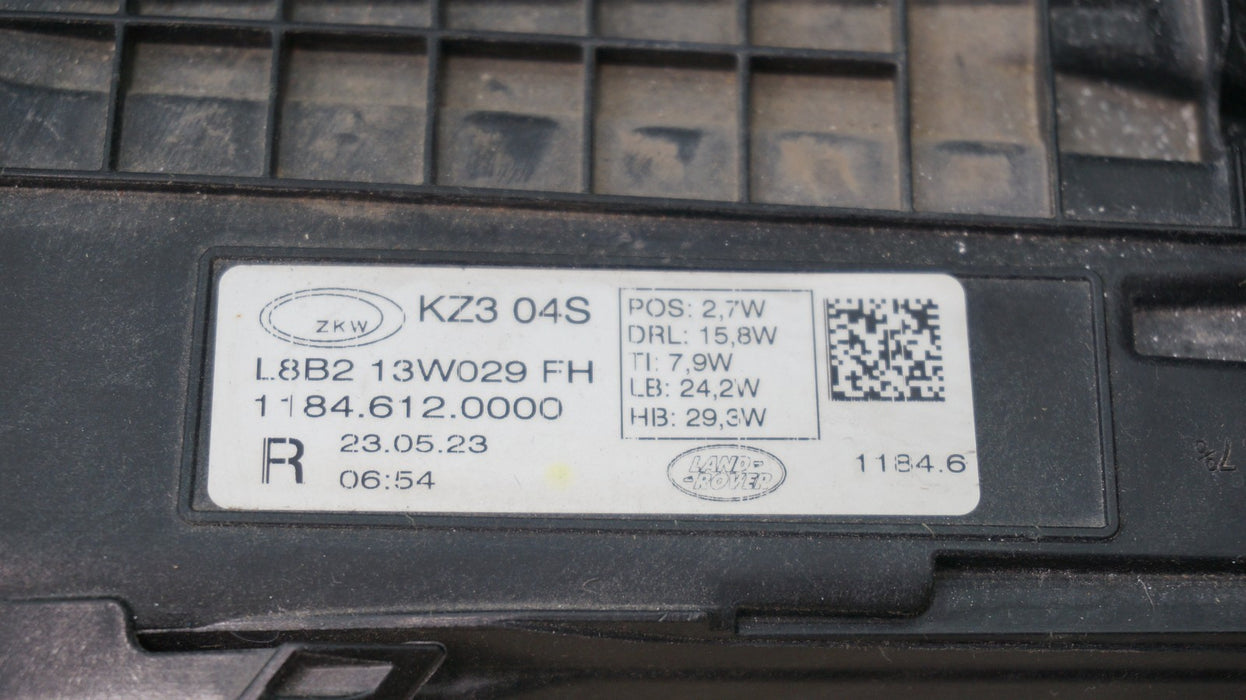 ZKW
KZ3 04S
L8B2 13W029 FH
1184.612.0000
R
23.05.23
06:54
POS: 2,7W
DRL: 15,8W
TI: 7,9W
LB: 24,2W
HB: 29,3W
LAND-
-ROVER
1184.6